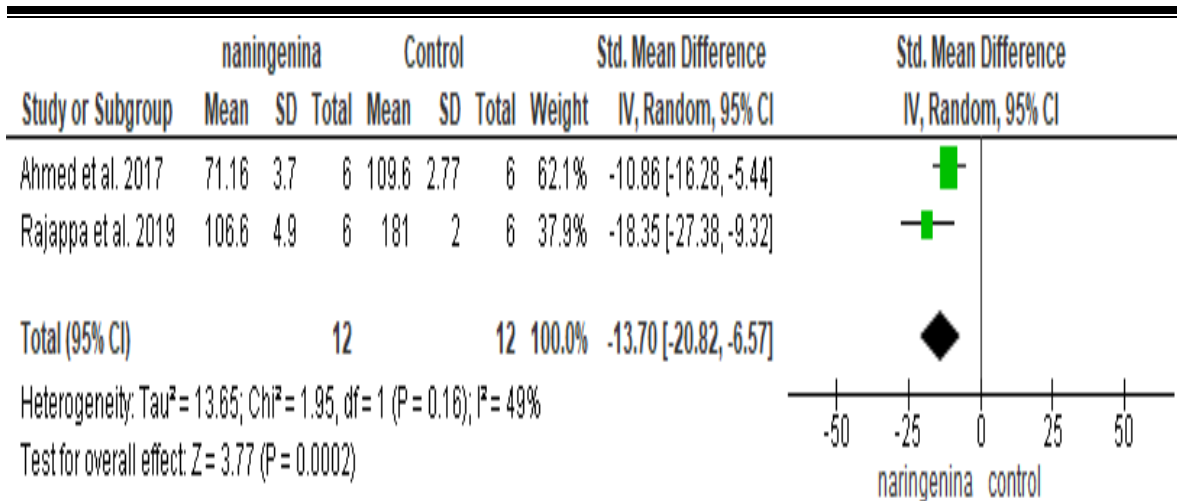 naningenina Control Std. Mean Difference Std. Mean Difference
Study or Subgroup Mean SD Total Mean SD Total Weight IV, Random, 95% CI IV, Random, 95% CI
Ahmed et al. 2017 71.16 3.7 6 109.6 2.77 6 62.1% -10.86 [-16.28, -5.44]
Rajappa et al. 2019 106.6 4.9 6 181 2 6 37.9% -18.35 [-27.38, -9.32]
Total (95% CI) 12 12 100.0% -13.70 [-20.82, -6.57]
Heterogeneity: Tau² = 13.65; Chi² = 1.95, df = 1 (P = 0.16); I² = 49%
Test for overall effect: Z = 3.77 (P = 0.0002)
-50 -25 0 25 50
naringenina control